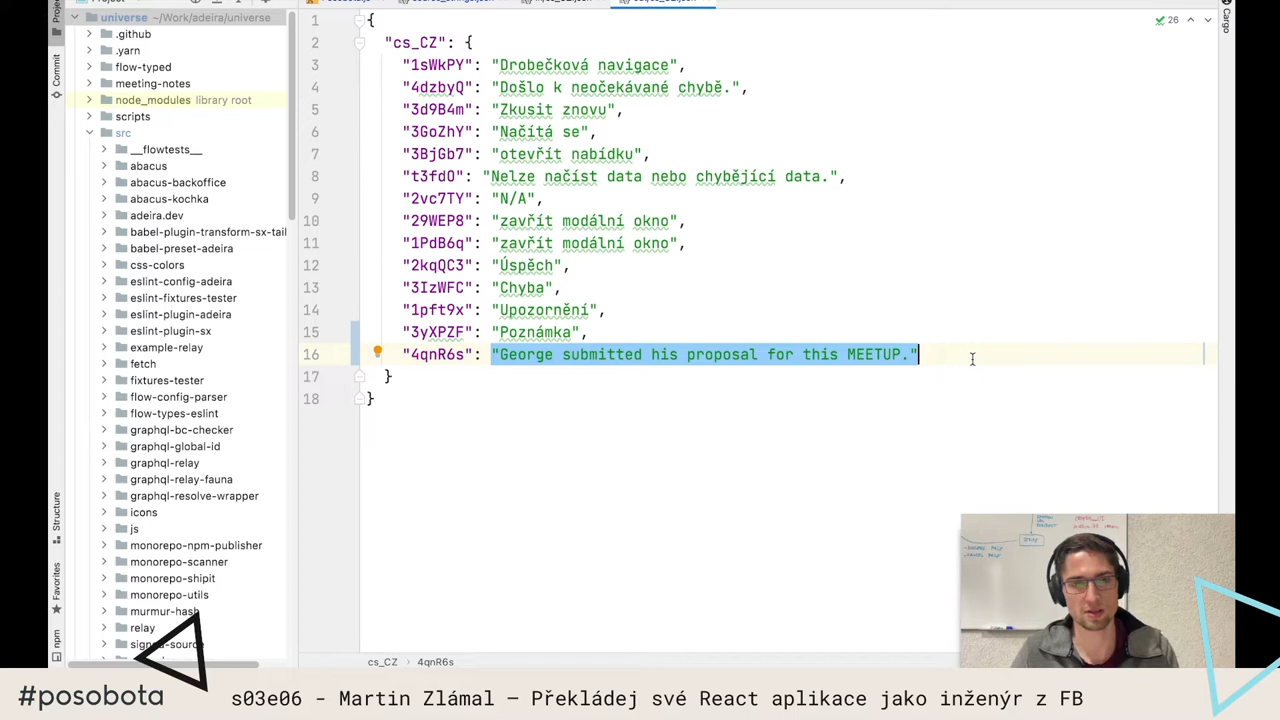 universe ~/Work/adeira/universe
.github
.yarn
flow-typed
meeting-notes
node_modules library root
scripts
src
__flowtests__
abacus
abacus-backoffice
abacus-kochka
adeira.dev
babel-plugin-transform-sx-tail
babel-preset-adeira
css-colors
eslint-config-adeira
eslint-fixtures-tester
eslint-plugin-adeira
eslint-plugin-sx
example-relay
fetch
fixtures-tester
flow-config-parser
flow-types-eslint
graphql-bc-checker
graphql-global-id
graphql-relay
graphql-relay-fauna
graphql-resolve-wrapper
icons
js
monorepo-npm-publisher
monorepo-scanner
monorepo-shipit
monorepo-utils
murmur-hash
relay
signed-source
Commit
Structure
Favorites
npm
1 {
2 "cs_CZ": {
3 "1sWkPY": "Drobečková navigace",
4 "4dzbyQ": "Došlo k neočekávané chybě.",
5 "3d9B4m": "Zkusit znovu",
6 "3GoZhY": "Načítá se",
7 "3BjGb7": "otevřít nabídku",
8 "t3fdO": "Nelze načíst data nebo chybějící data.",
9 "2vc7TY": "N/A",
10 "29WEP8": "zavřít modální okno",
11 "1PdB6q": "zavřít modální okno",
12 "2kqQC3": "Úspěch",
13 "3IzWFC": "Chyba",
14 "1pft9x": "Upozornění",
15 "3yXPZF": "Poznámka",
16 "4qnR6s": "George submitted his proposal for this MEETUP."
17 }
18 }
26
Cargo
cs_CZ 4qnR6s
#posobota
s03e06 - Martin Zlámal – Překládej své React aplikace jako inženýr z FB